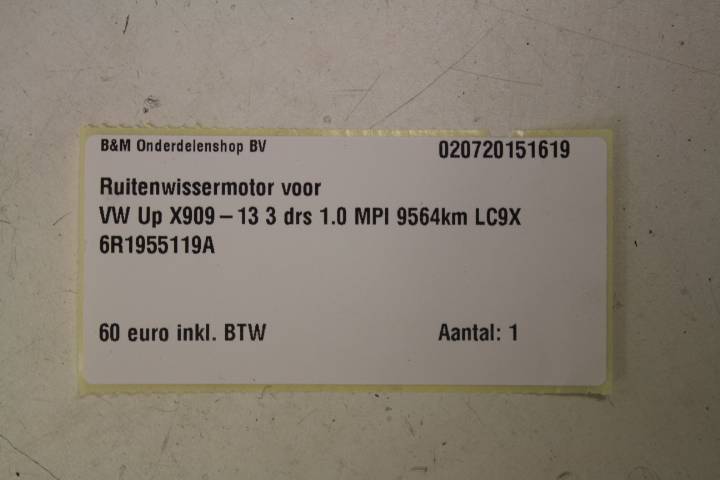 B&M Onderdelenshop BV 020720151619
Ruitenwissermotor voor
VW Up X909 – 13 3 drs 1.0 MPI 9564km LC9X
6R1955119A
60 euro inkl. BTW Aantal: 1